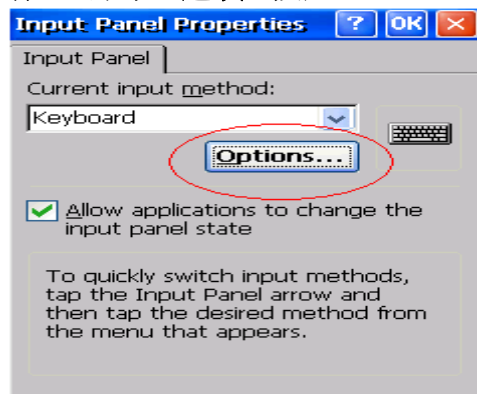 Input Panel Properties ? OK
Input Panel
Current input method:
Keyboard
Options...
Allow applications to change the
input panel state
To quickly switch input methods,
tap the Input Panel arrow and
then tap the desired method from
the menu that appears.